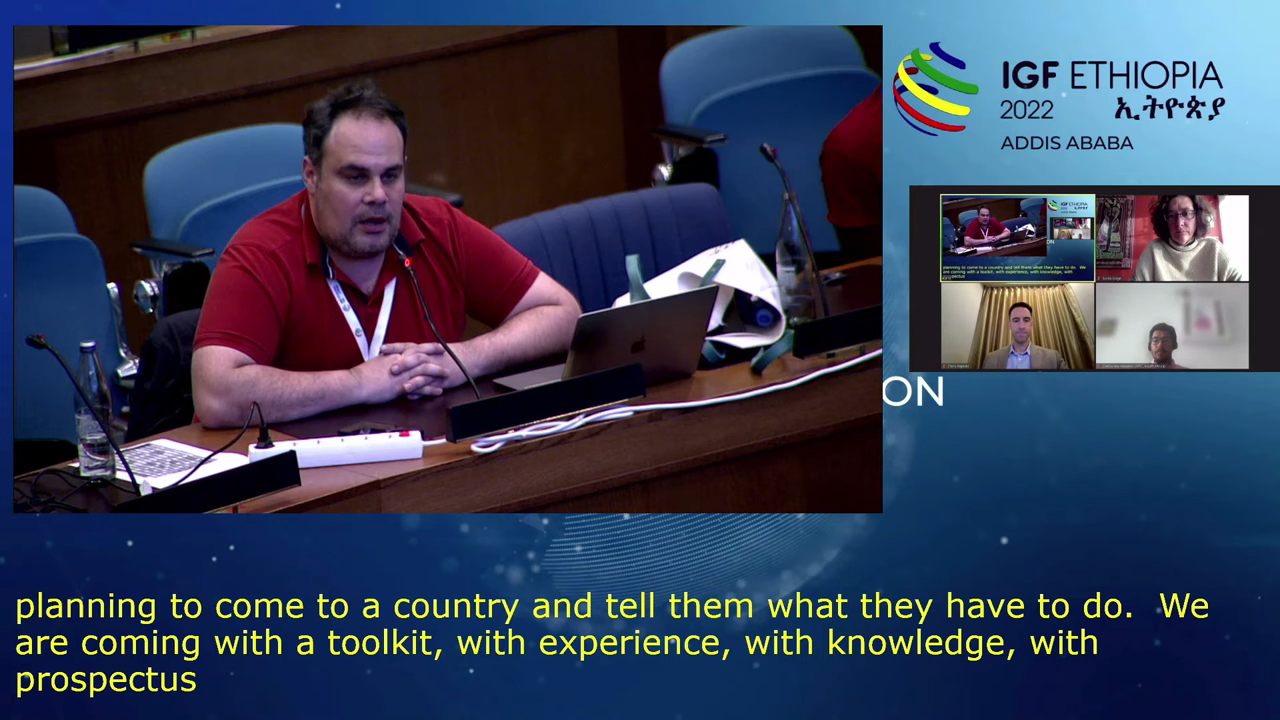 IGF ETHIOPIA
2022 ኢትዮጵያ
ADDIS ABABA
ON
planning to come to a country and tell them what they have to do.  We
are coming with a toolkit, with experience, with knowledge, with
prospectus